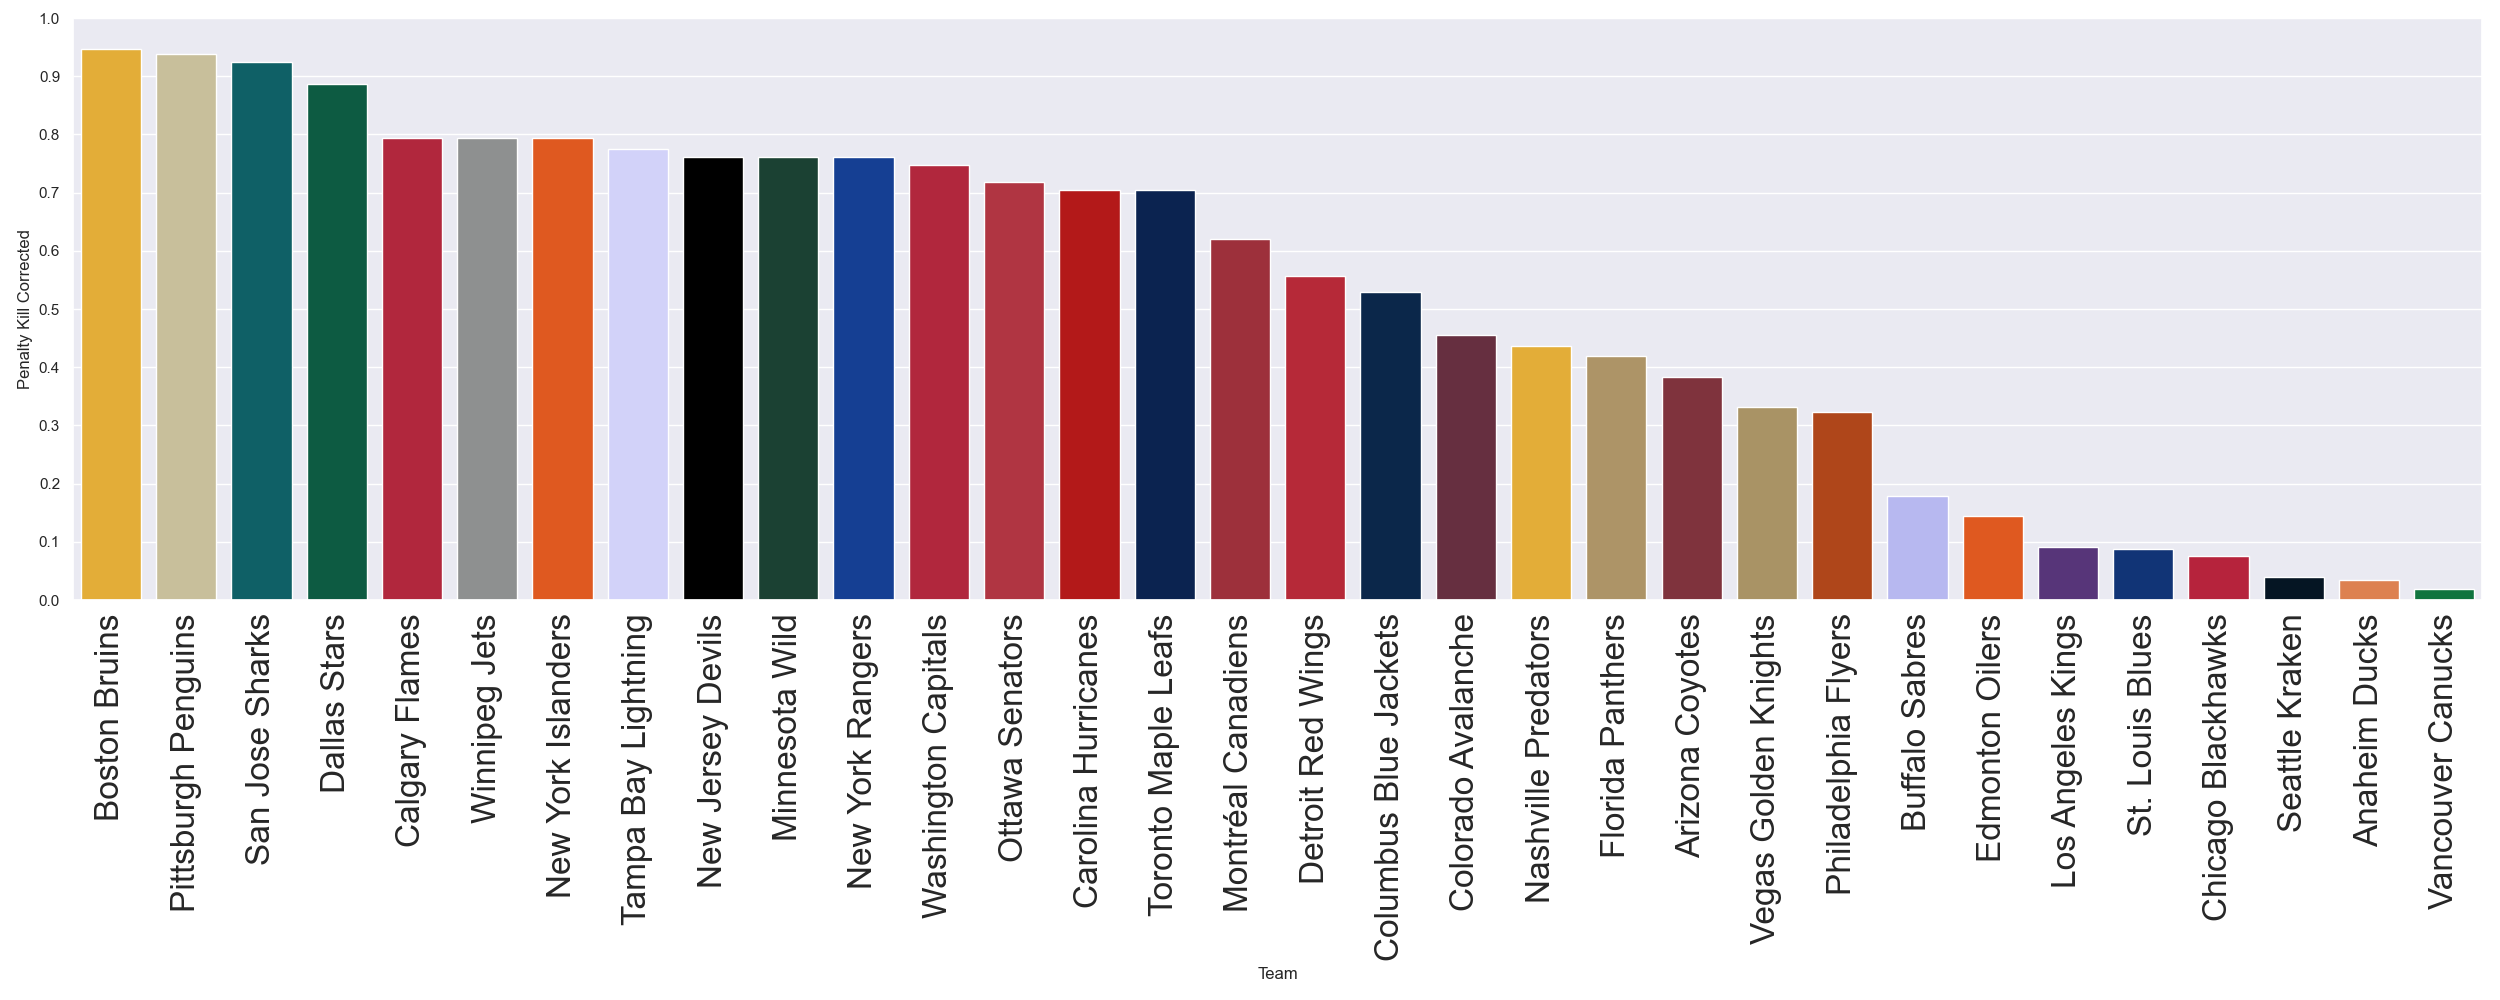 1.0
0.9
0.8
0.7
0.6
0.5
0.4
0.3
0.2
0.1
0.0
Penalty Kill Corrected
Boston Bruins
Pittsburgh Penguins
San Jose Sharks
Dallas Stars
Calgary Flames
Winnipeg Jets
New York Islanders
Tampa Bay Lightning
New Jersey Devils
Minnesota Wild
New York Rangers
Washington Capitals
Ottawa Senators
Carolina Hurricanes
Toronto Maple Leafs
Montréal Canadiens
Detroit Red Wings
Columbus Blue Jackets
Colorado Avalanche
Nashville Predators
Florida Panthers
Arizona Coyotes
Vegas Golden Knights
Philadelphia Flyers
Buffalo Sabres
Edmonton Oilers
Los Angeles Kings
St. Louis Blues
Chicago Blackhawks
Seattle Kraken
Anaheim Ducks
Vancouver Canucks
Team